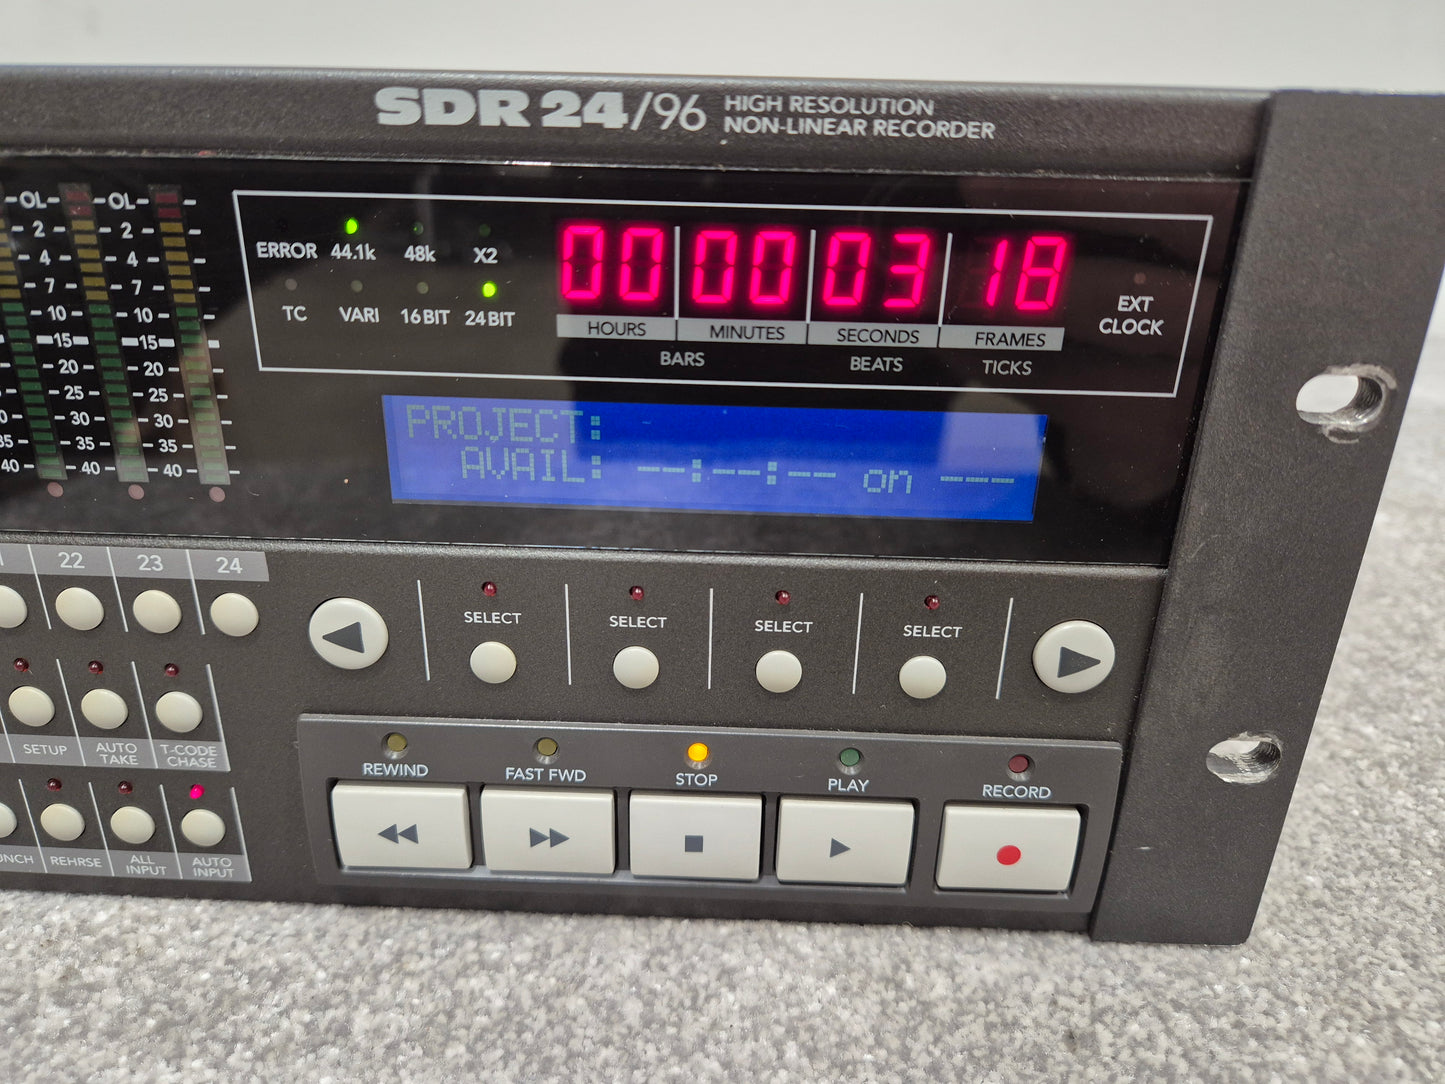 SDR 24/96 HIGH RESOLUTION
NON-LINEAR RECORDER
OL OL
2 2
4 4
7 7
10 10
15 15
20 20
25 25
30 30
35 35
40 40 40
ERROR 44.1k 48k X2
TC VARI 16 BIT 24 BIT
00 00 03 18
HOURS MINUTES SECONDS FRAMES
BARS BEATS TICKS
EXT
CLOCK
PROJECT:
AVAIL: --:--:-- on ---
22 23 24
SELECT SELECT SELECT SELECT
SETUP AUTO TAKE T-CODE CHASE
REWIND FAST FWD STOP PLAY RECORD
REHRSE ALL INPUT AUTO INPUT